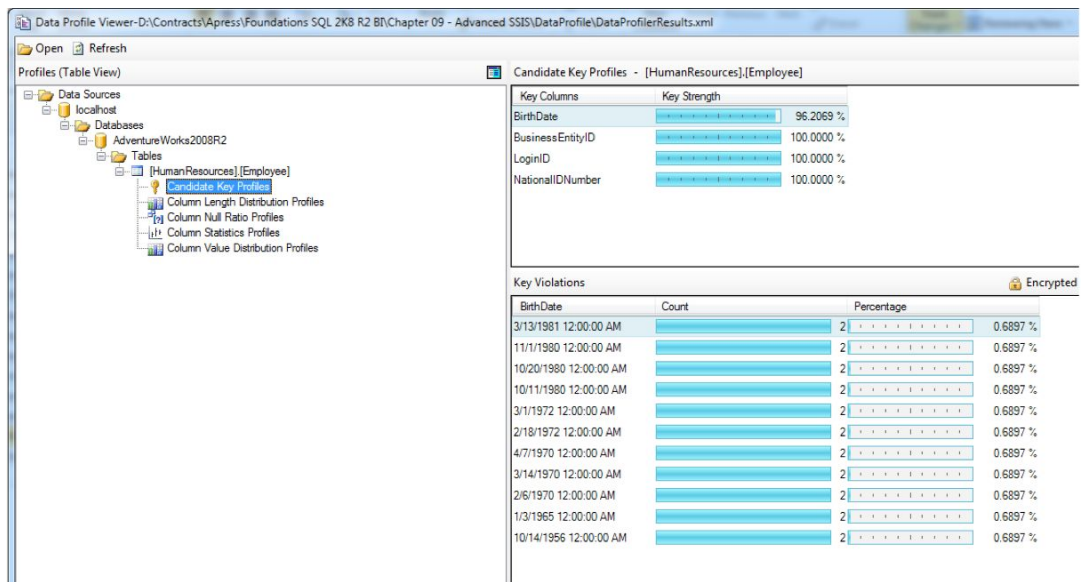 Data Profile Viewer-D:\Contracts\Apress\Foundations SQL 2K8 R2 BI\Chapter 09 - Advanced SSIS\DataProfile\DataProfilerResults.xml
Open Refresh
Profiles (Table View)
Data Sources
localhost
Databases
AdventureWorks2008R2
Tables
[HumanResources].[Employee]
Candidate Key Profiles
Column Length Distribution Profiles
Column Null Ratio Profiles
Column Statistics Profiles
Column Value Distribution Profiles
Candidate Key Profiles - [HumanResources].[Employee]
Key Columns Key Strength
BirthDate 96.2069 %
BusinessEntityID 100.0000 %
LoginID 100.0000 %
NationalIDNumber 100.0000 %
Key Violations Encrypted
BirthDate Count Percentage
3/13/1981 12:00:00 AM 2 0.6897 %
11/1/1980 12:00:00 AM 2 0.6897 %
10/20/1980 12:00:00 AM 2 0.6897 %
10/11/1980 12:00:00 AM 2 0.6897 %
3/1/1972 12:00:00 AM 2 0.6897 %
2/18/1972 12:00:00 AM 2 0.6897 %
4/7/1970 12:00:00 AM 2 0.6897 %
3/14/1970 12:00:00 AM 2 0.6897 %
2/6/1970 12:00:00 AM 2 0.6897 %
1/3/1965 12:00:00 AM 2 0.6897 %
10/14/1956 12:00:00 AM 2 0.6897 %